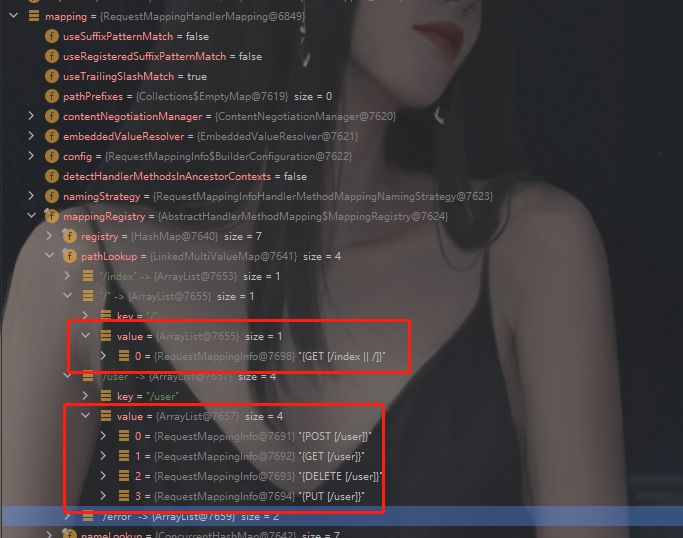 mapping = {RequestMappingHandlerMapping@6849}
f useSuffixPatternMatch = false
f useRegisteredSuffixPatternMatch = false
f useTrailingSlashMatch = true
f pathPrefixes = {Collections$EmptyMap@7619} size = 0
f contentNegotiationManager = {ContentNegotiationManager@7620}
f embeddedValueResolver = {EmbeddedValueResolver@7621}
f config = {RequestMappingInfo$BuilderConfiguration@7622}
f detectHandlerMethodsInAncestorContexts = false
f namingStrategy = {RequestMappingInfoHandlerMethodMappingNamingStrategy@7623}
f mappingRegistry = {AbstractHandlerMethodMapping$MappingRegistry@7624}
f registry = {HashMap@7640} size = 7
f pathLookup = {LinkedMultiValueMap@7641} size = 4
"/index" -> {ArrayList@7653} size = 1
"/" -> {ArrayList@7655} size = 1
key = "/"
value = {ArrayList@7655} size = 1
0 = {RequestMappingInfo@7698} "{GET [/index || /]}"
"/user" -> {ArrayList@7657} size = 4
key = "/user"
value = {ArrayList@7657} size = 4
0 = {RequestMappingInfo@7691} "{POST [/user]}"
1 = {RequestMappingInfo@7692} "{GET [/user]}"
2 = {RequestMappingInfo@7693} "{DELETE [/user]}"
3 = {RequestMappingInfo@7694} "{PUT [/user]}"
"/error" -> {ArrayList@7659} size = 2
f nameLookup = {ConcurrentHashMap@7642} size = 7